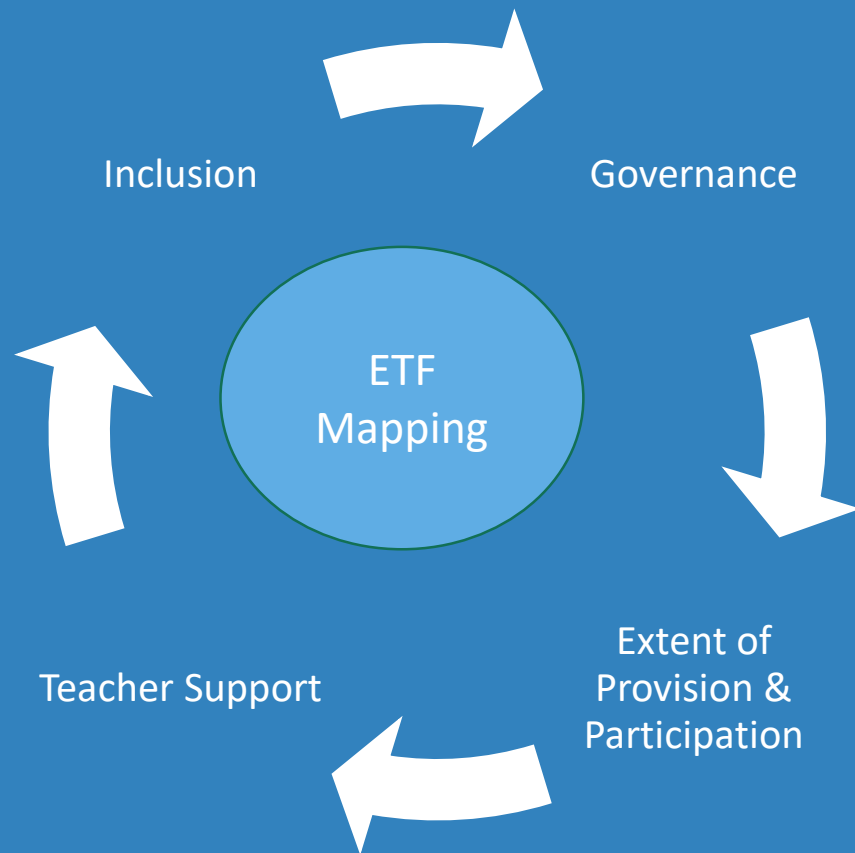 Inclusion
Governance
ETF
Mapping
Teacher Support
Extent of
Provision &
Participation